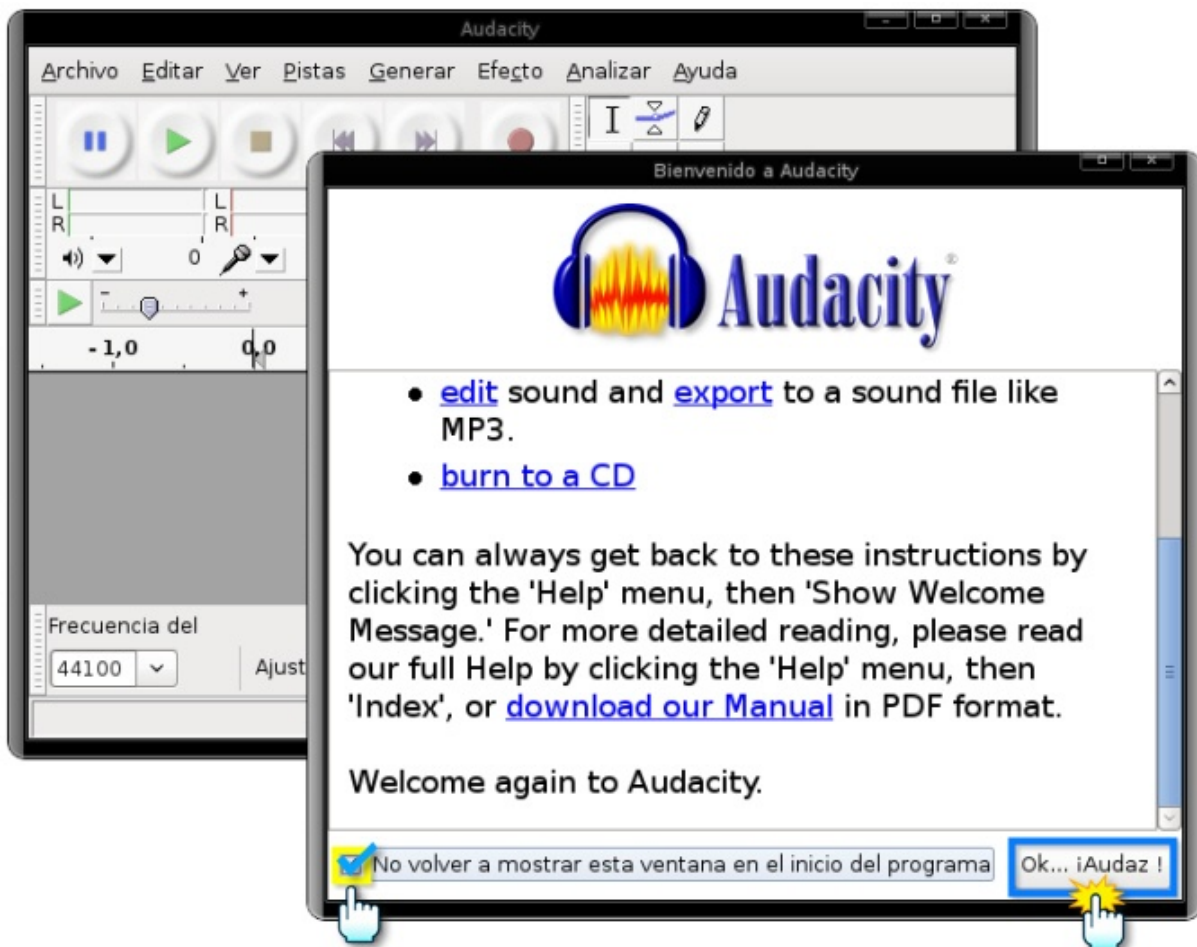 Audacity
Archivo Editar Ver Pistas Generar Efecto Analizar Ayuda
L
R
L
R
0
- +
- 1,0 0,0
Frecuencia del
44100
Ajust
Bienvenido a Audacity
Audacity®
• edit sound and export to a sound file like
MP3.
• burn to a CD
You can always get back to these instructions by
clicking the 'Help' menu, then 'Show Welcome
Message.' For more detailed reading, please read
our full Help by clicking the 'Help' menu, then
'Index', or download our Manual in PDF format.
Welcome again to Audacity.
No volver a mostrar esta ventana en el inicio del programa
Ok... ¡Audaz !